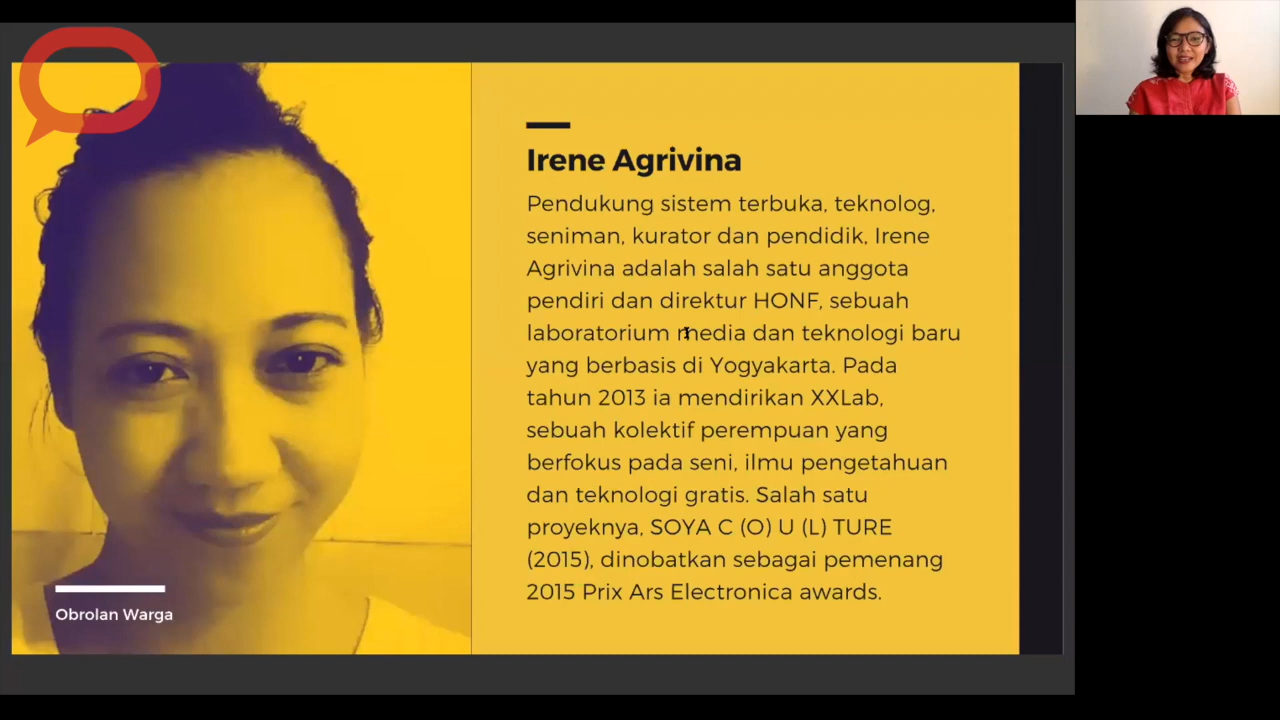 Irene Agrivina
Pendukung sistem terbuka, teknolog,
seniman, kurator dan pendidik, Irene
Agrivina adalah salah satu anggota
pendiri dan direktur HONF, sebuah
laboratorium media dan teknologi baru
yang berbasis di Yogyakarta. Pada
tahun 2013 ia mendirikan XXLab,
sebuah kolektif perempuan yang
berfokus pada seni, ilmu pengetahuan
dan teknologi gratis. Salah satu
proyeknya, SOYA C (O) U (L) TURE
(2015), dinobatkan sebagai pemenang
2015 Prix Ars Electronica awards.
Obrolan Warga